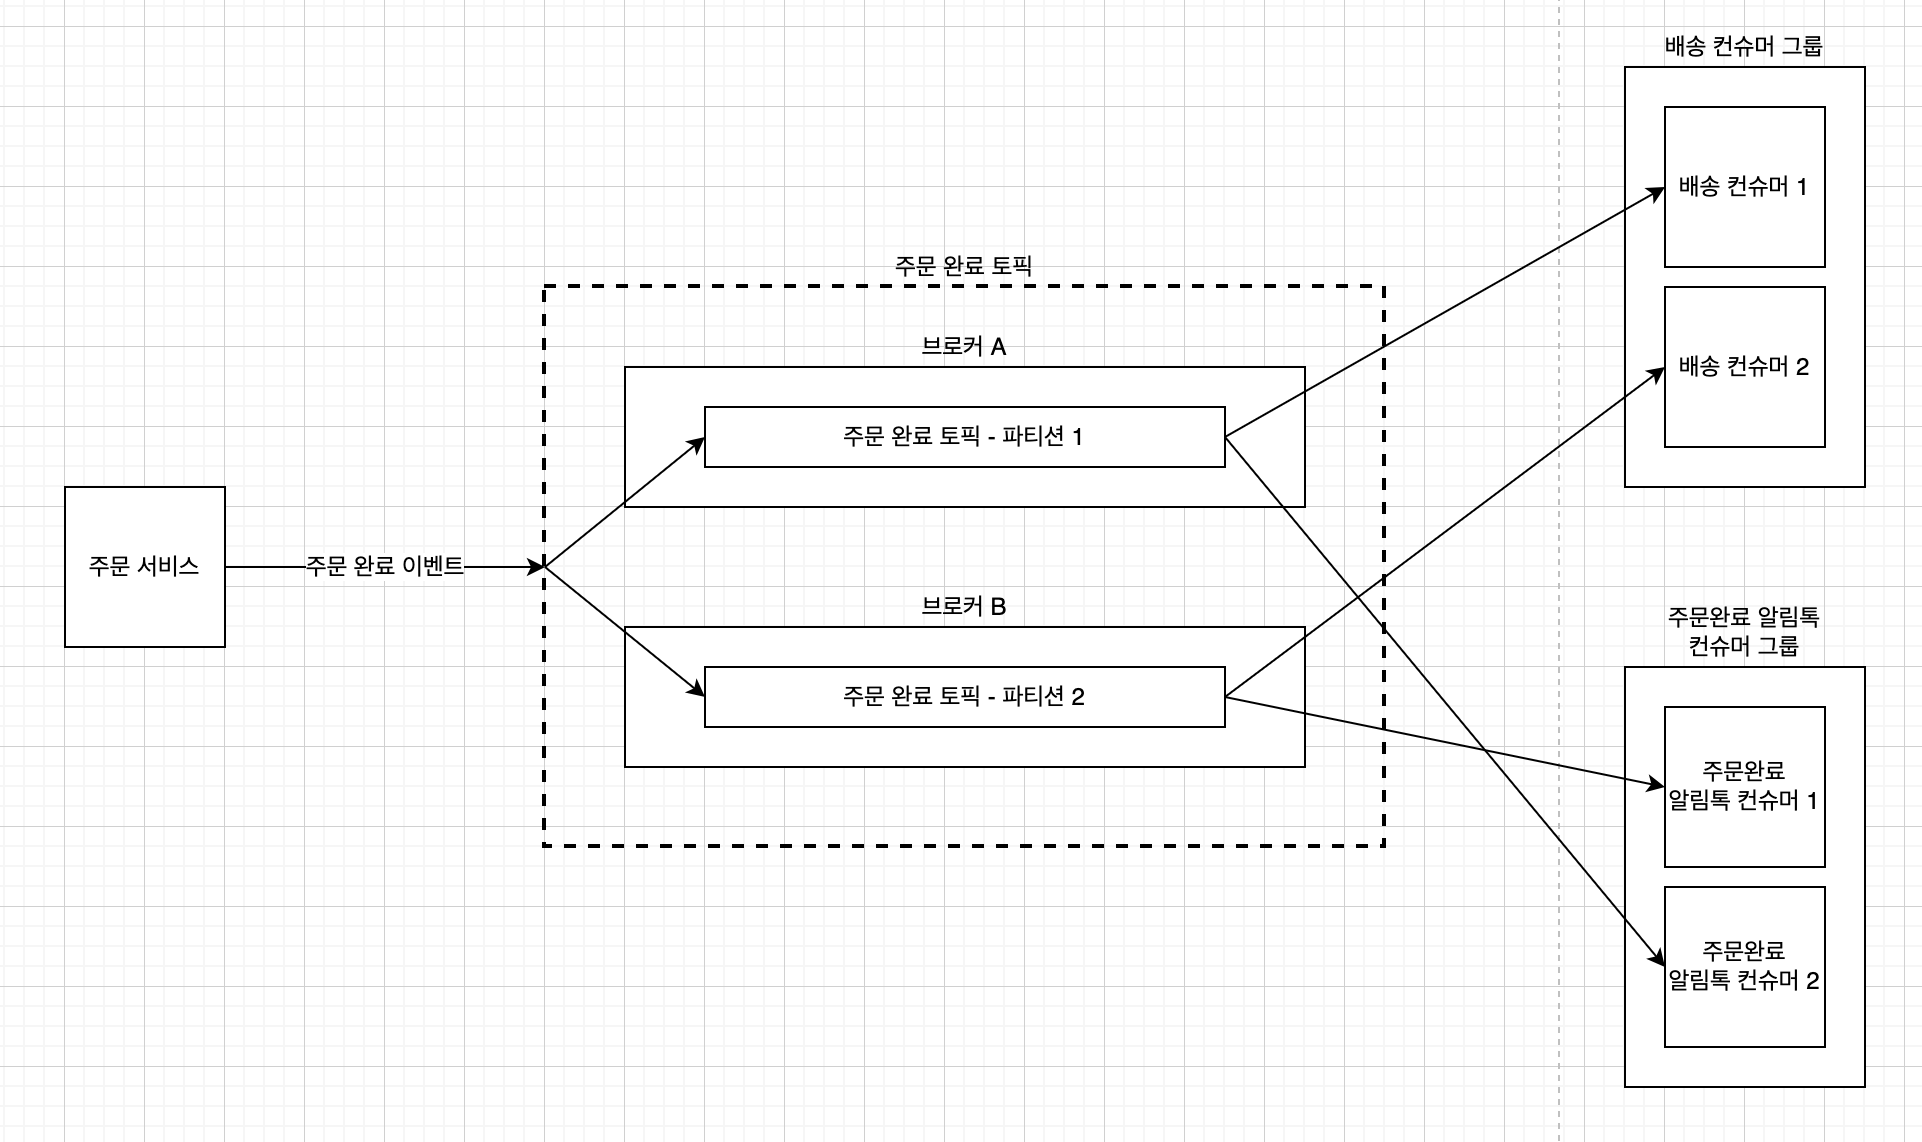 배송 컨슈머 그룹
배송 컨슈머 1
배송 컨슈머 2
주문 완료 토픽
브로커 A
주문 완료 토픽 - 파티션 1
주문 서비스
주문 완료 이벤트
브로커 B
주문 완료 토픽 - 파티션 2
주문완료 알림톡
컨슈머 그룹
주문완료
알림톡 컨슈머 1
주문완료
알림톡 컨슈머 2